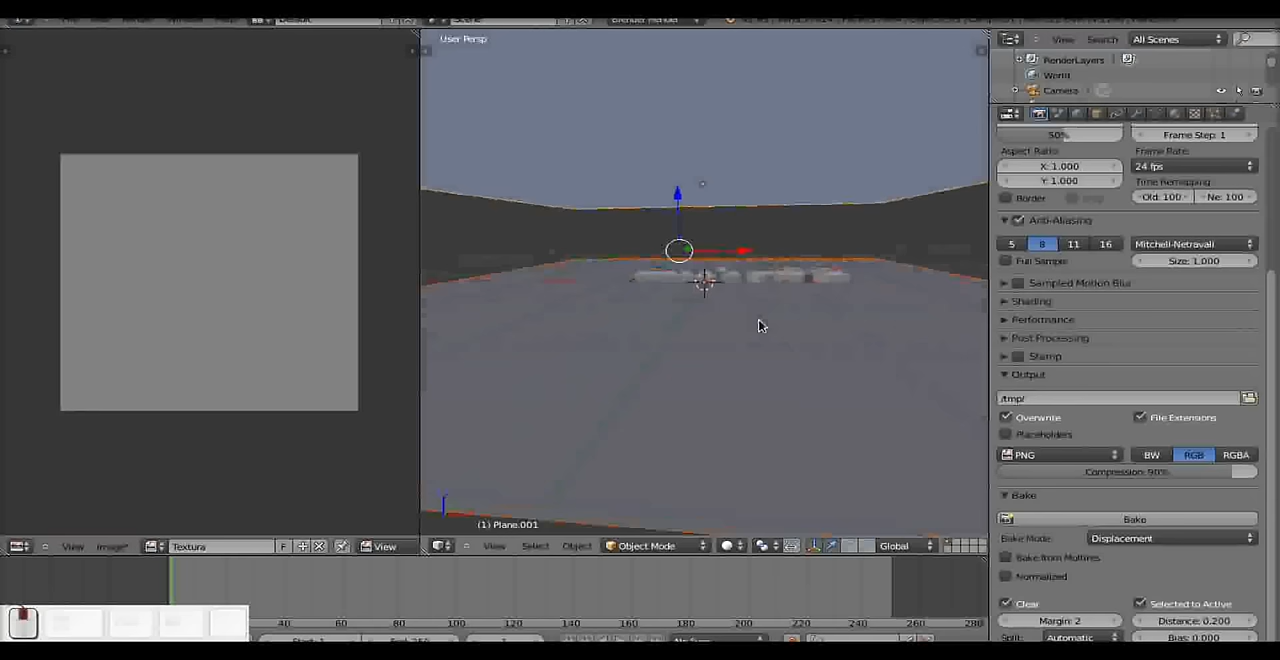 User Persp
View Search All Scenes
RenderLayers
World
Camera
50% Frame Step: 1
Aspect Ratio: Frame Rate:
X: 1.000 24 fps
Y: 1.000 Time Remapping:
Border Old: 100 Ne: 100
Anti-Aliasing
5 8 11 16 Mitchell-Netravali
Full Sample Size: 1.000
Sampled Motion Blur
Shading
Performance
Post Processing
Stamp
Output
/tmp/
Overwrite File Extensions
Placeholders
PNG BW RGB RGBA
Compression: 90%
Bake
Bake
Bake Mode: Displacement
Bake from Multires
Normalized
Clear Selected to Active
Margin: 2 Distance: 0.200
Split: Automatic Bias: 0.000
(1) Plane.001
View Image* Textura F View
View Select Object Object Mode Global
40 60 80 100 120 140 160 180 200 220 240 260 280
Start: 1 End: 250 1